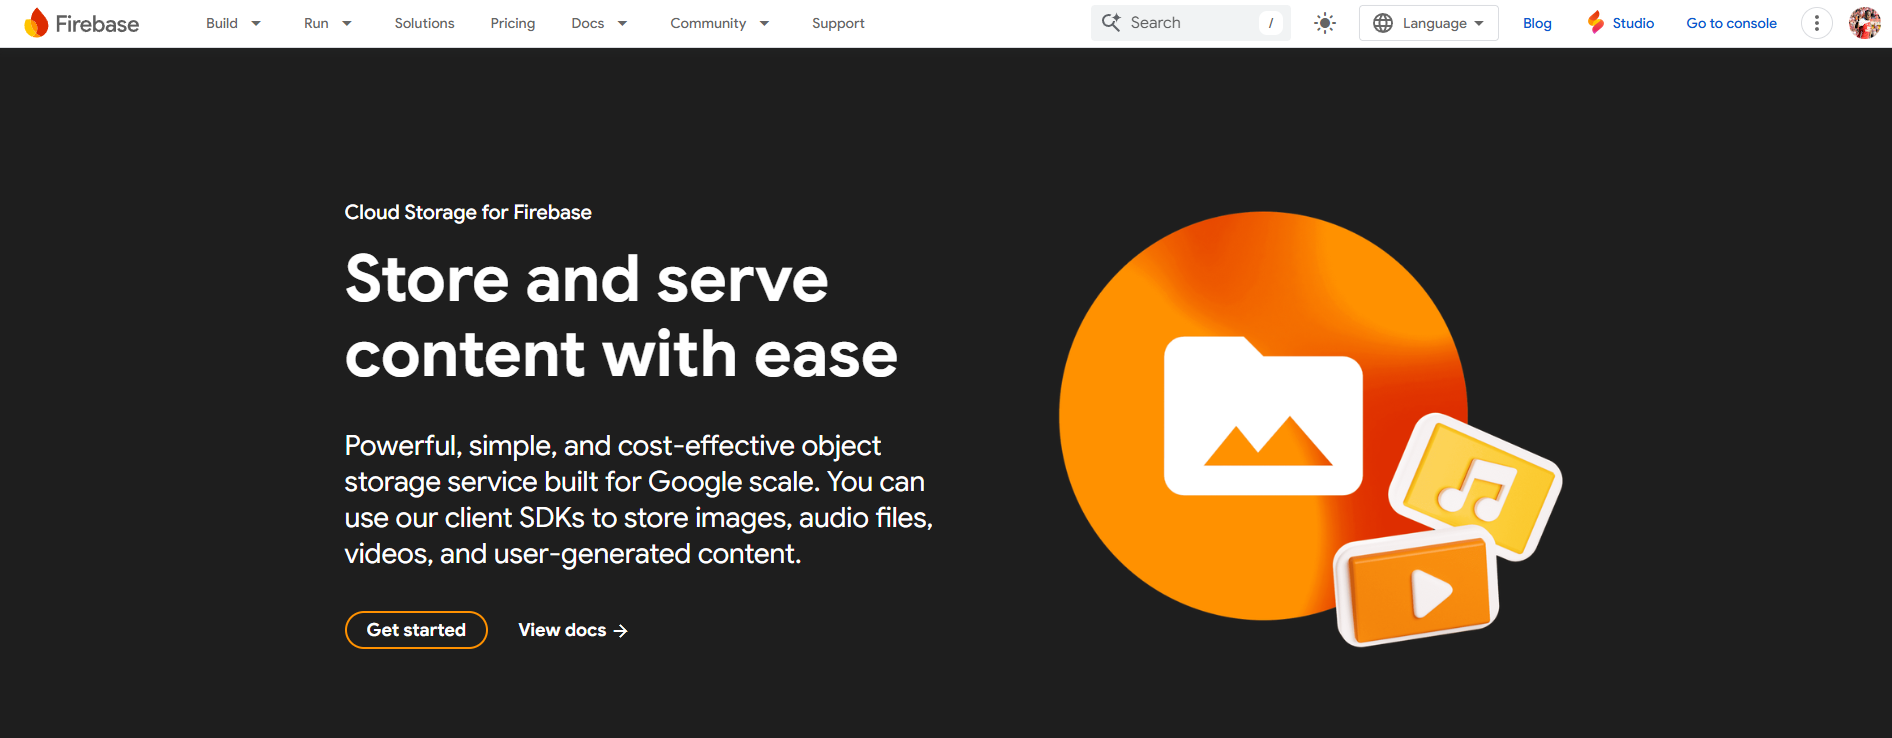 Firebase
Build
Run
Solutions
Pricing
Docs
Community
Support
Search
/
Language
Blog
Studio
Go to console
Cloud Storage for Firebase
Store and serve
content with ease
Powerful, simple, and cost-effective object
storage service built for Google scale. You can
use our client SDKs to store images, audio files,
videos, and user-generated content.
Get started
View docs →